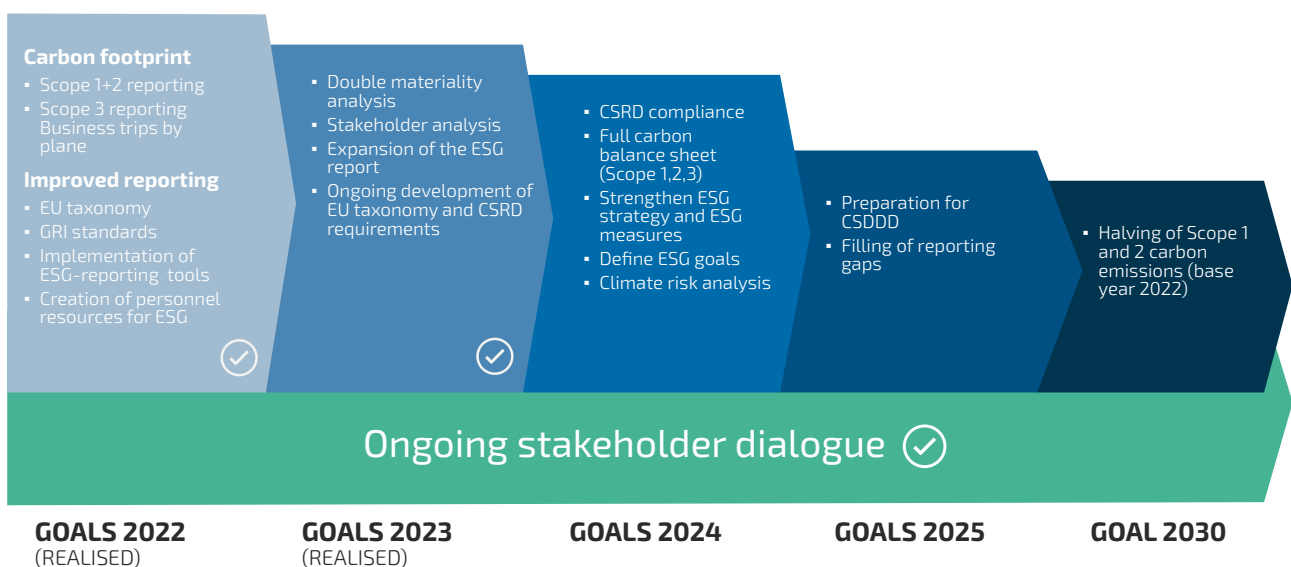 Carbon footprint
▪ Scope 1+2 reporting
▪ Scope 3 reporting
Business trips by
plane
Improved reporting
▪ EU taxonomy
▪ GRI standards
▪ Implementation of
ESG-reporting tools
▪ Creation of personnel
resources for ESG
▪ Double materiality
analysis
▪ Stakeholder analysis
▪ Expansion of the ESG
report
▪ Ongoing development of
EU taxonomy and CSRD
requirements
▪ CSRD compliance
▪ Full carbon
balance sheet
(Scope 1,2,3)
▪ Strengthen ESG
strategy and ESG
measures
▪ Define ESG goals
▪ Climate risk analysis
▪ Preparation for
CSDDD
▪ Filling of reporting
gaps
▪ Halving of Scope 1
and 2 carbon
emissions (base
year 2022)
Ongoing stakeholder dialogue
GOALS 2022
(REALISED)
GOALS 2023
(REALISED)
GOALS 2024
GOALS 2025
GOAL 2030